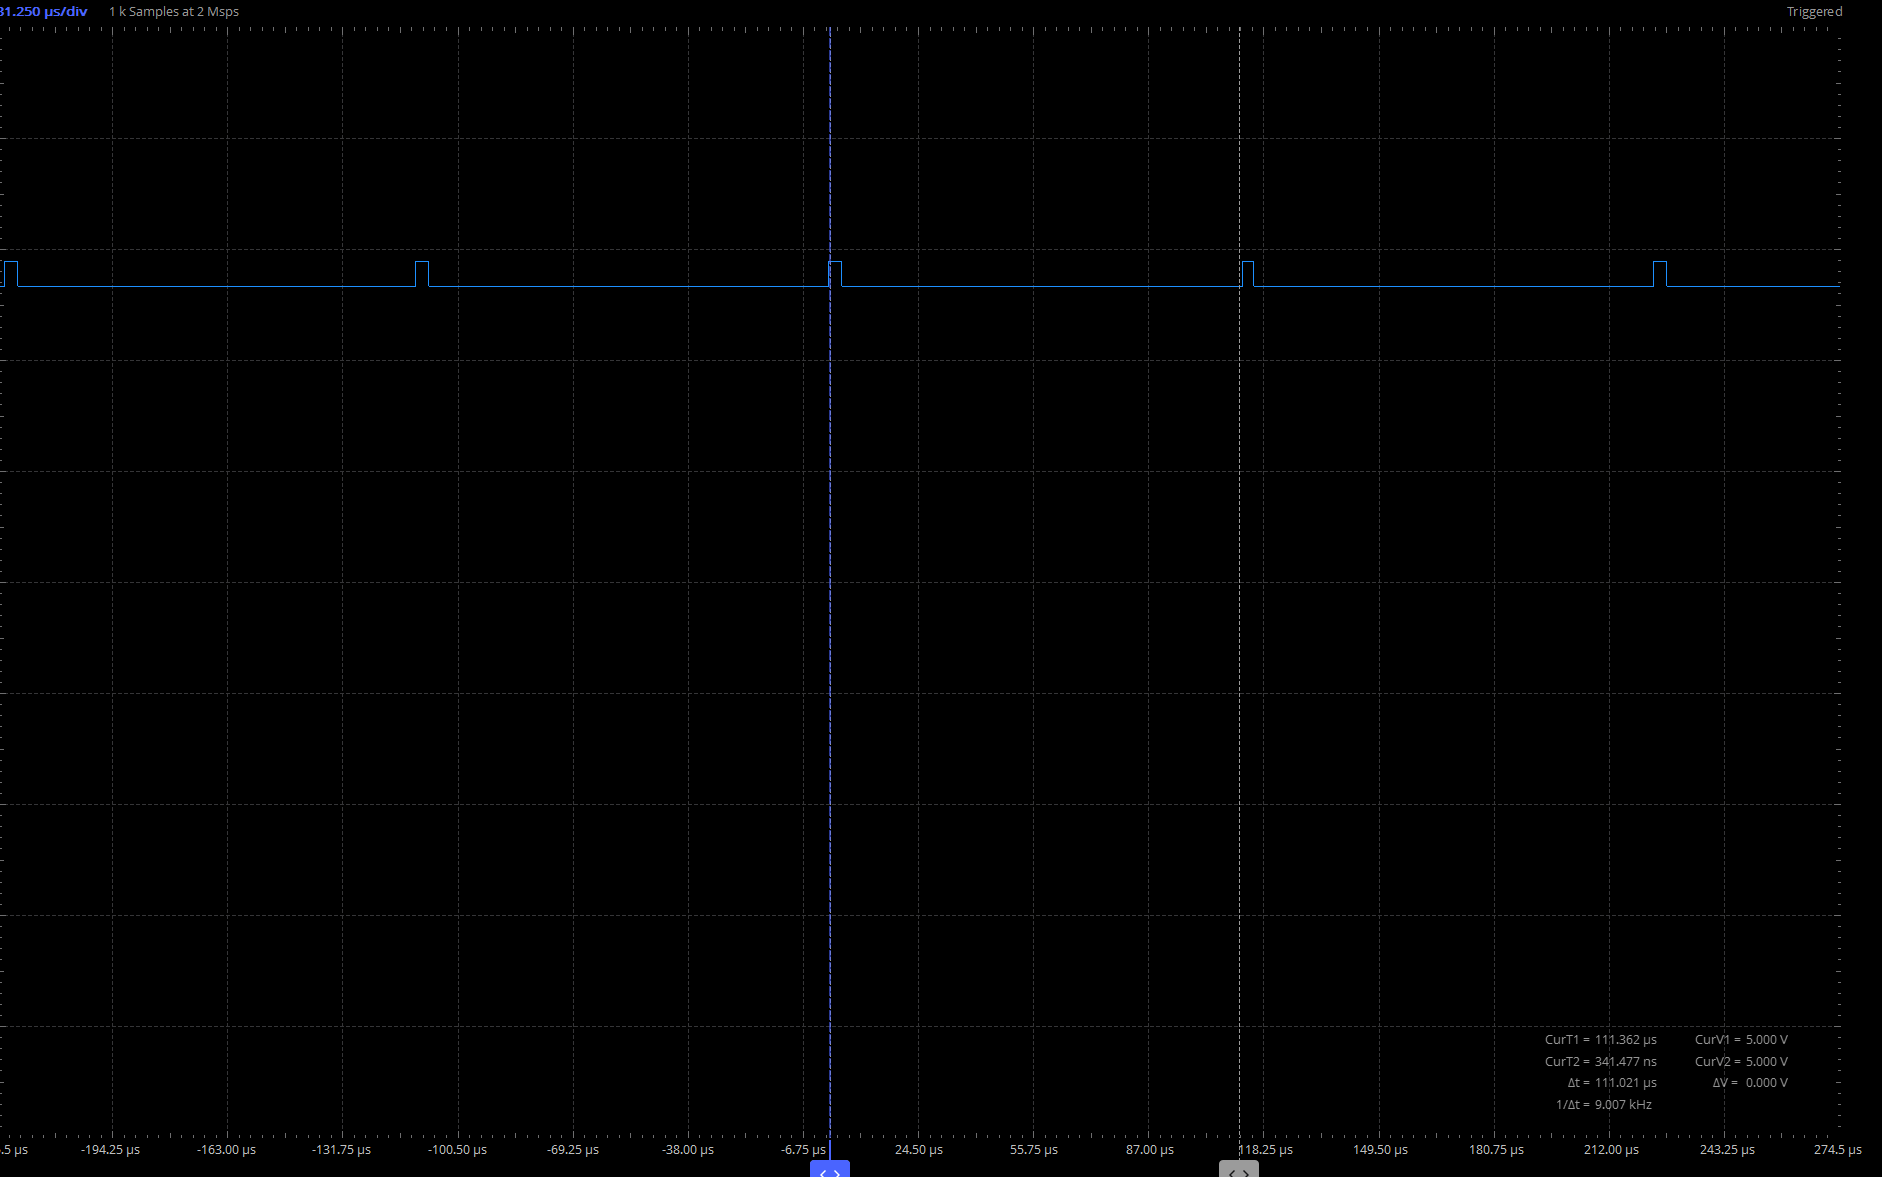 31.250 µs/div 1 k Samples at 2 Msps Triggered
CurT1 = 111.362 µs CurV1 = 5.000 V
CurT2 = 341.477 ns CurV2 = 5.000 V
Δt = 111.021 µs ΔV = 0.000 V
1/Δt = 9.007 kHz
.5 µs -194.25 µs -163.00 µs -131.75 µs -100.50 µs -69.25 µs -38.00 µs -6.75 µs 24.50 µs 55.75 µs 87.00 µs 118.25 µs 149.50 µs 180.75 µs 212.00 µs 243.25 µs 274.5 µs